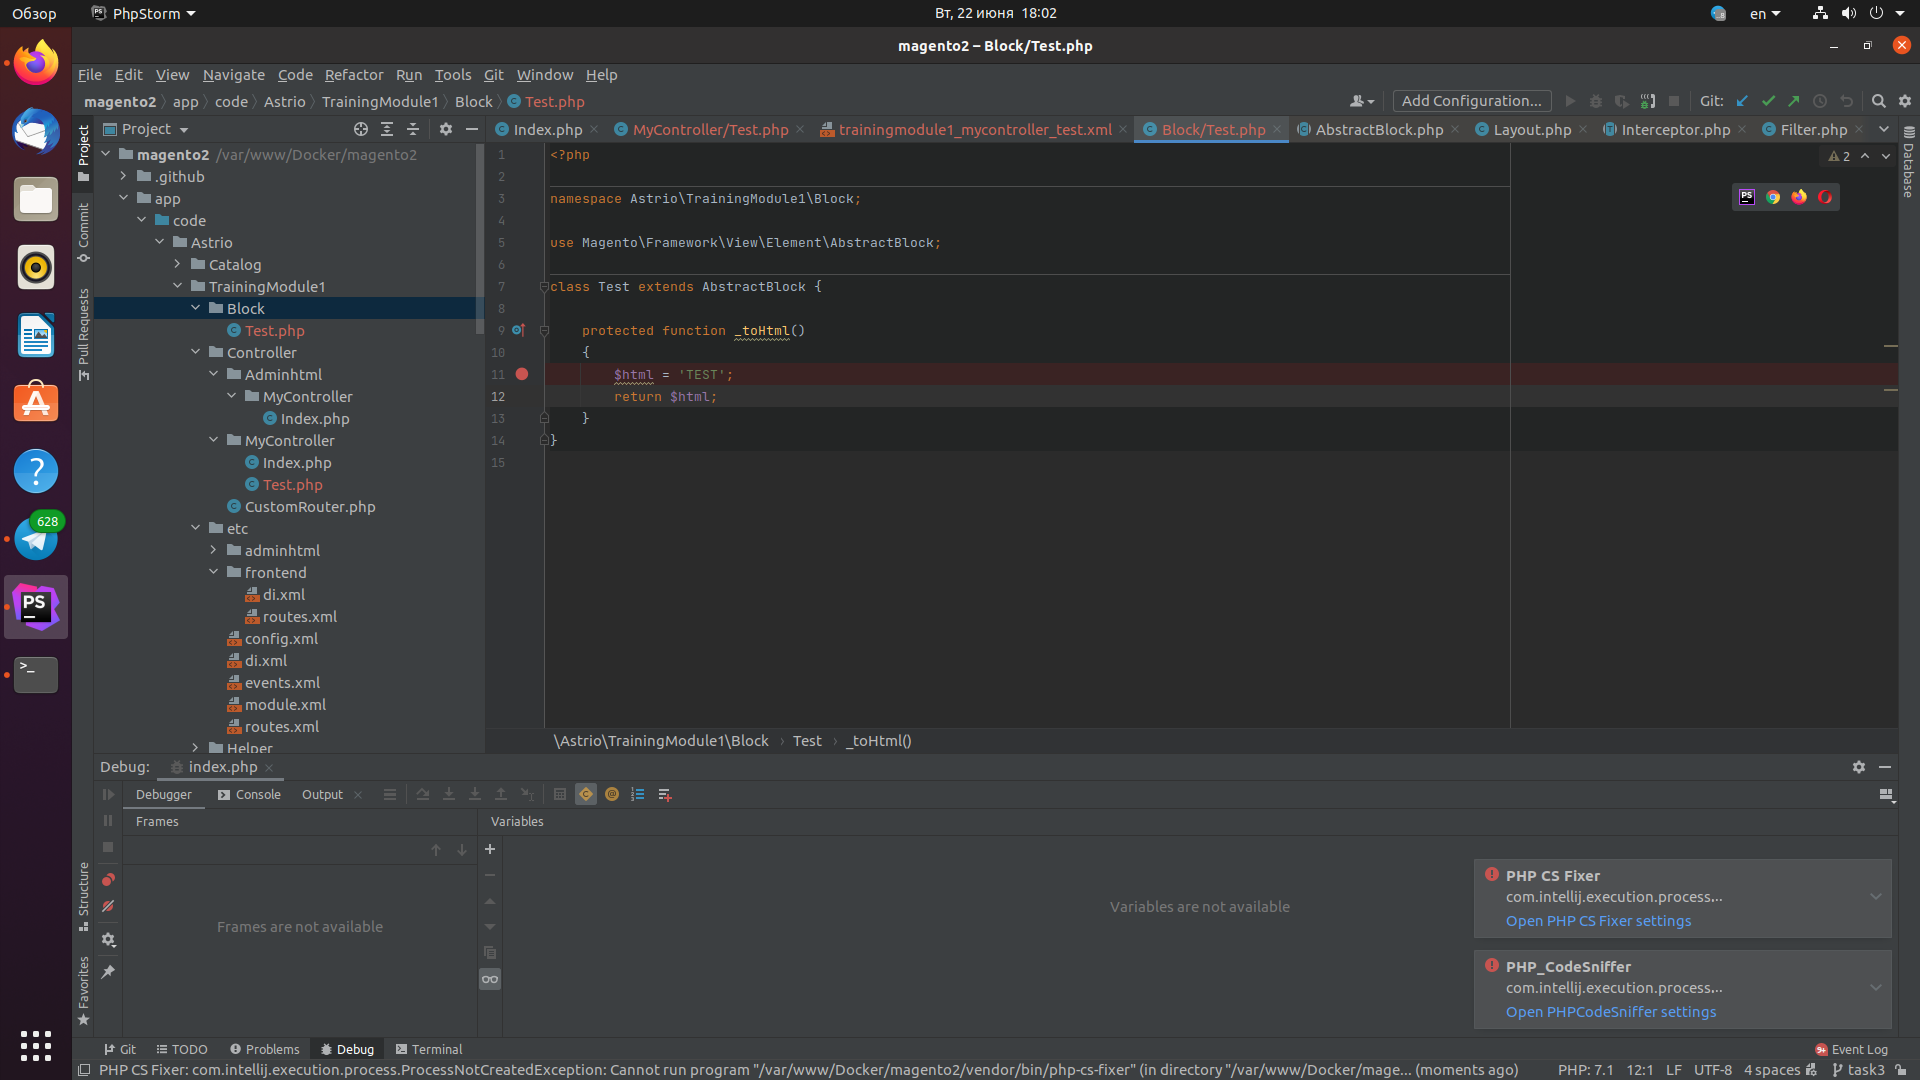 Обзор
PhpStorm
Вт, 22 июня 18:02
en
magento2 – Block/Test.php
File Edit View Navigate Code Refactor Run Tools Git Window Help
magento2 app code Astrio TrainingModule1 Block Test.php
Add Configuration...
Git:
Project
Index.php
MyController/Test.php
trainingmodule1_mycontroller_test.xml
Block/Test.php
AbstractBlock.php
Layout.php
Interceptor.php
Filter.php
Project
Commit
Pull Requests
Structure
Favorites
Database
magento2 /var/www/Docker/magento2
.github
app
code
Astrio
Catalog
TrainingModule1
Block
Test.php
Controller
Adminhtml
MyController
Index.php
MyController
Index.php
Test.php
CustomRouter.php
etc
adminhtml
frontend
di.xml
routes.xml
config.xml
di.xml
events.xml
module.xml
routes.xml
Helper
2
1 <?php
2
3 namespace Astrio\TrainingModule1\Block;
4
5 use Magento\Framework\View\Element\AbstractBlock;
6
7 class Test extends AbstractBlock {
8
9 protected function _toHtml()
10 {
11 $html = 'TEST';
12 return $html;
13 }
14 }
15
\Astrio\TrainingModule1\Block Test _toHtml()
628
PS
Debug: index.php
Debugger Console Output
Frames
Variables
Frames are not available
Variables are not available
PHP CS Fixer
com.intellij.execution.process,..
Open PHP CS Fixer settings
PHP_CodeSniffer
com.intellij.execution.process,..
Open PHPCodeSniffer settings
Git TODO Problems Debug Terminal
Event Log
PHP CS Fixer: com.intellij.execution.process.ProcessNotCreatedException: Cannot run program "/var/www/Docker/magento2/vendor/bin/php-cs-fixer" (in directory "/var/www/Docker/mage... (moments ago)
PHP: 7.1 12:1 LF UTF-8 4 spaces task3